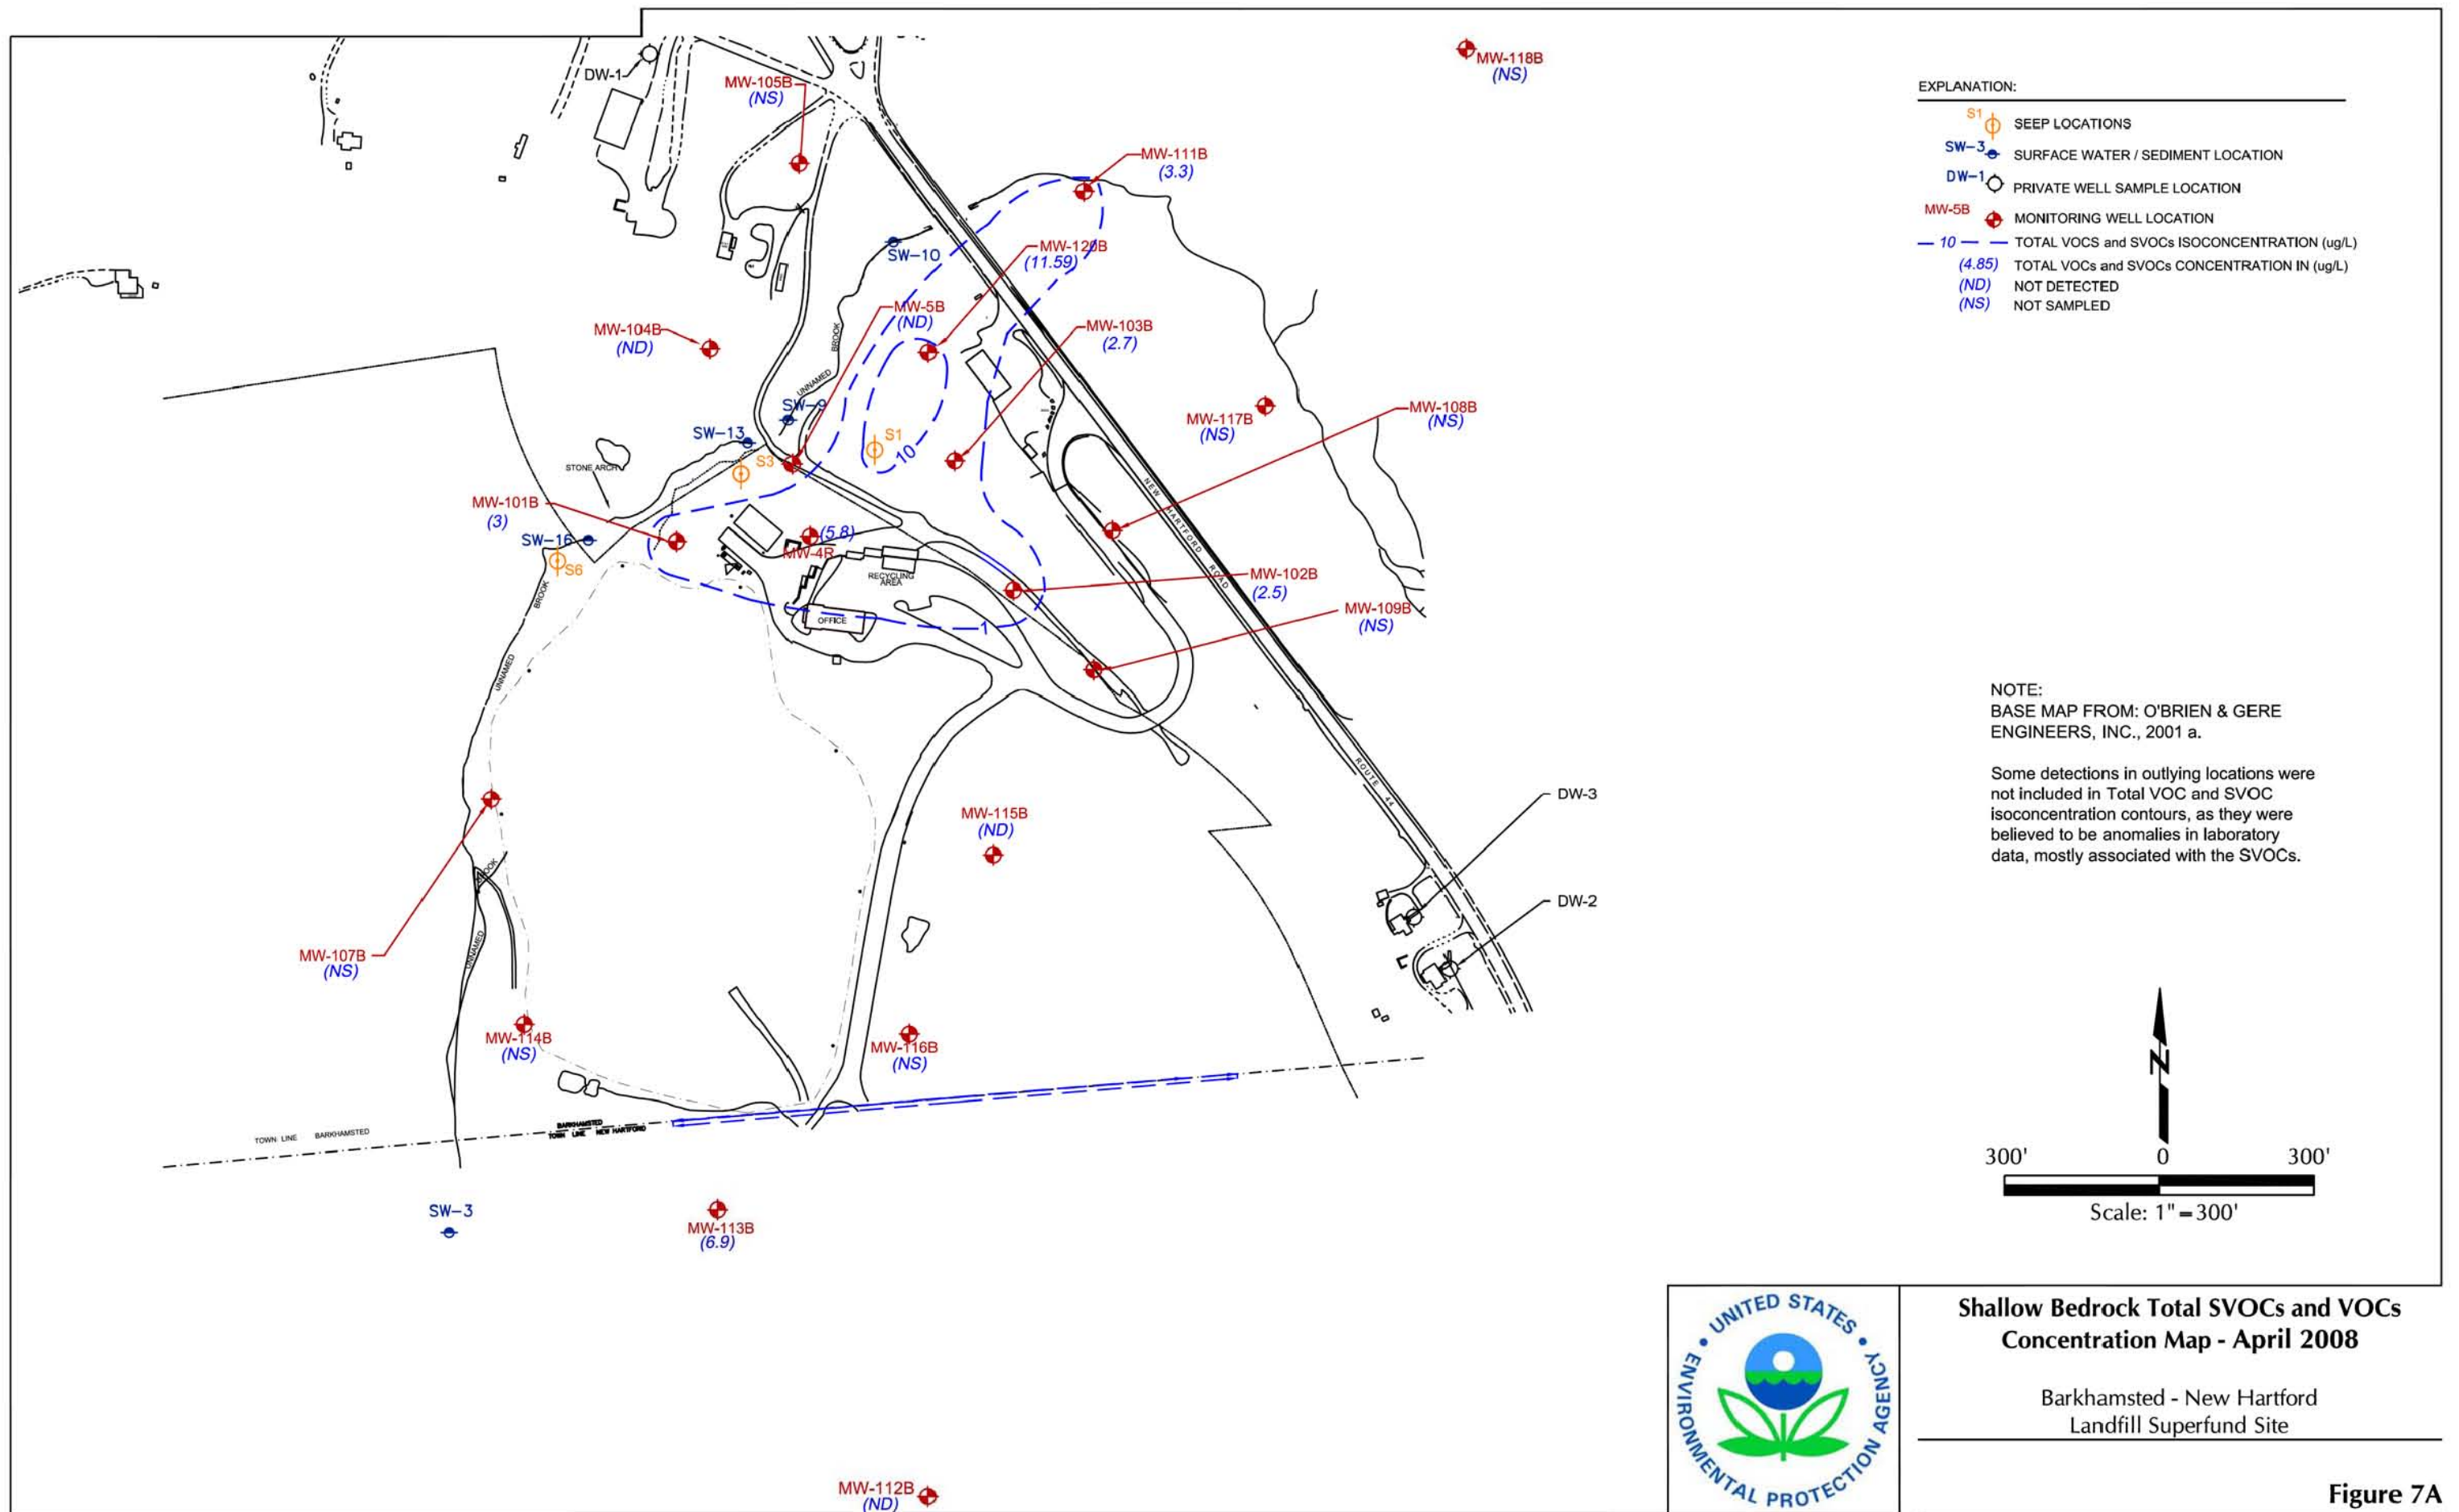 DW-1
MW-105B
(NS)
MW-118B
(NS)
MW-111B
(3.3)
SW-10
MW-120B
(11.59)
MW-5B
(ND)
MW-104B
(ND)
MW-103B
(2.7)
BROOK
UNNAMED
SW-9
SW-13
S1
10
S3
STONE ARCH
MW-117B
(NS)
MW-108B
(NS)
MW-101B
(3)
SW-16
S6
(5.8)
MW-4R
RECYCLING
AREA
OFFICE
1
NEW HARTFORD ROAD
MW-102B
(2.5)
MW-109B
(NS)
BROOK
UNNAMED
ROUTE 44
MW-115B
(ND)
DW-3
DW-2
BROOK
UNNAMED
MW-107B
(NS)
MW-114B
(NS)
MW-116B
(NS)
TOWN LINE BARKHAMSTED
BARKHAMSTED
TOWN LINE NEW HARTFORD
SW-3
MW-113B
(6.9)
MW-112B
(ND)
EXPLANATION:
S1 SEEP LOCATIONS
SW-3 SURFACE WATER / SEDIMENT LOCATION
DW-1 PRIVATE WELL SAMPLE LOCATION
MW-5B MONITORING WELL LOCATION
— 10 — — TOTAL VOCS and SVOCs ISOCONCENTRATION (ug/L)
(4.85) TOTAL VOCs and SVOCs CONCENTRATION IN (ug/L)
(ND) NOT DETECTED
(NS) NOT SAMPLED
NOTE:
BASE MAP FROM: O'BRIEN & GERE
ENGINEERS, INC., 2001 a.
Some detections in outlying locations were
not included in Total VOC and SVOC
isoconcentration contours, as they were
believed to be anomalies in laboratory
data, mostly associated with the SVOCs.
N
300' 0 300'
Scale: 1"=300'
UNITED STATES
ENVIRONMENTAL PROTECTION AGENCY
Shallow Bedrock Total SVOCs and VOCs
Concentration Map - April 2008
Barkhamsted - New Hartford
Landfill Superfund Site
Figure 7A